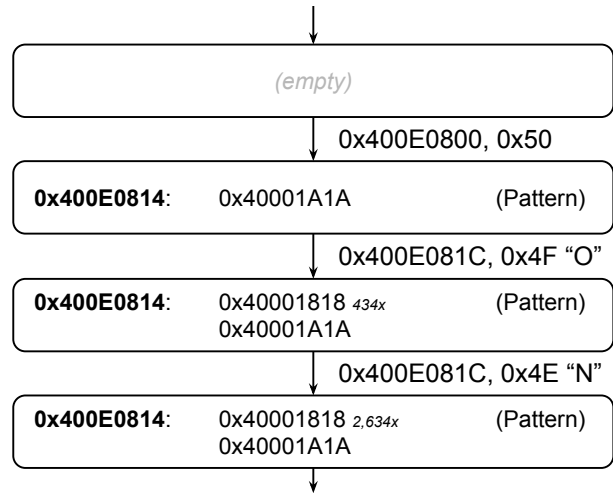 (empty)
0x400E0800, 0x50
0x400E0814: 0x40001A1A (Pattern)
0x400E081C, 0x4F “O”
0x400E0814: 0x40001818 434x (Pattern)
0x40001A1A
0x400E081C, 0x4E “N”
0x400E0814: 0x40001818 2,634x (Pattern)
0x40001A1A